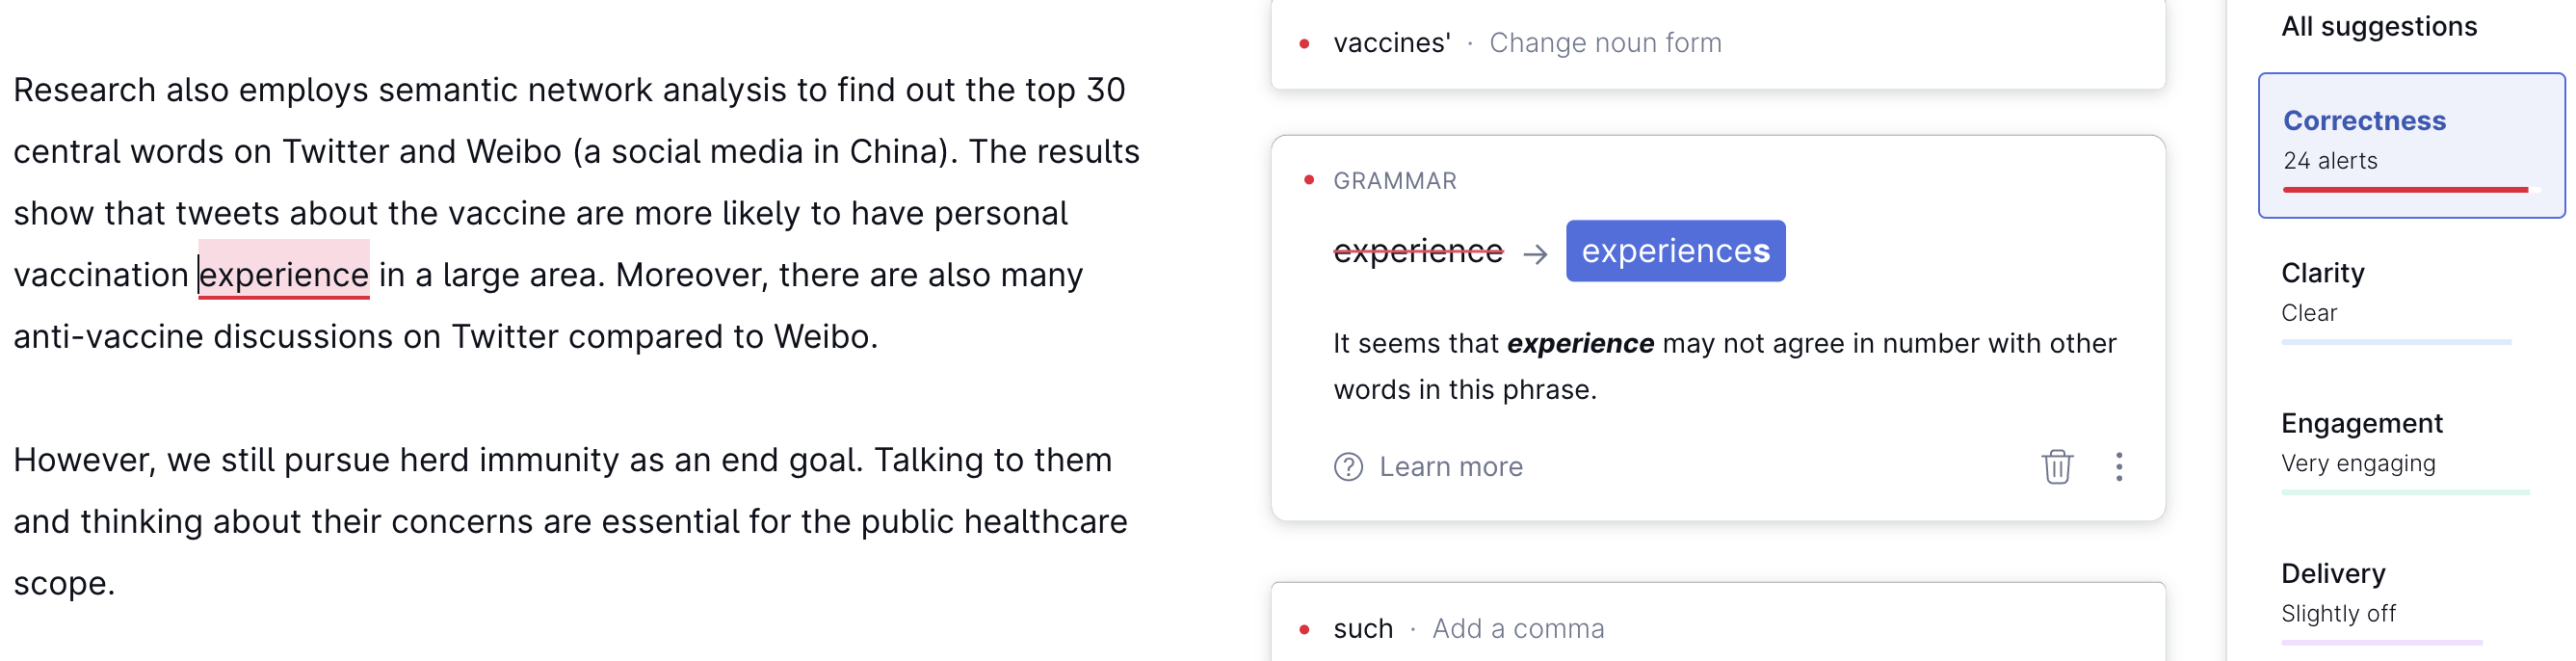 Research also employs semantic network analysis to find out the top 30
central words on Twitter and Weibo (a social media in China). The results
show that tweets about the vaccine are more likely to have personal
vaccination experience in a large area. Moreover, there are also many
anti-vaccine discussions on Twitter compared to Weibo.
However, we still pursue herd immunity as an end goal. Talking to them
and thinking about their concerns are essential for the public healthcare
scope.
vaccines' · Change noun form
GRAMMAR
experience → experiences
It seems that experience may not agree in number with other
words in this phrase.
Learn more
such · Add a comma
All suggestions
Correctness
24 alerts
Clarity
Clear
Engagement
Very engaging
Delivery
Slightly off